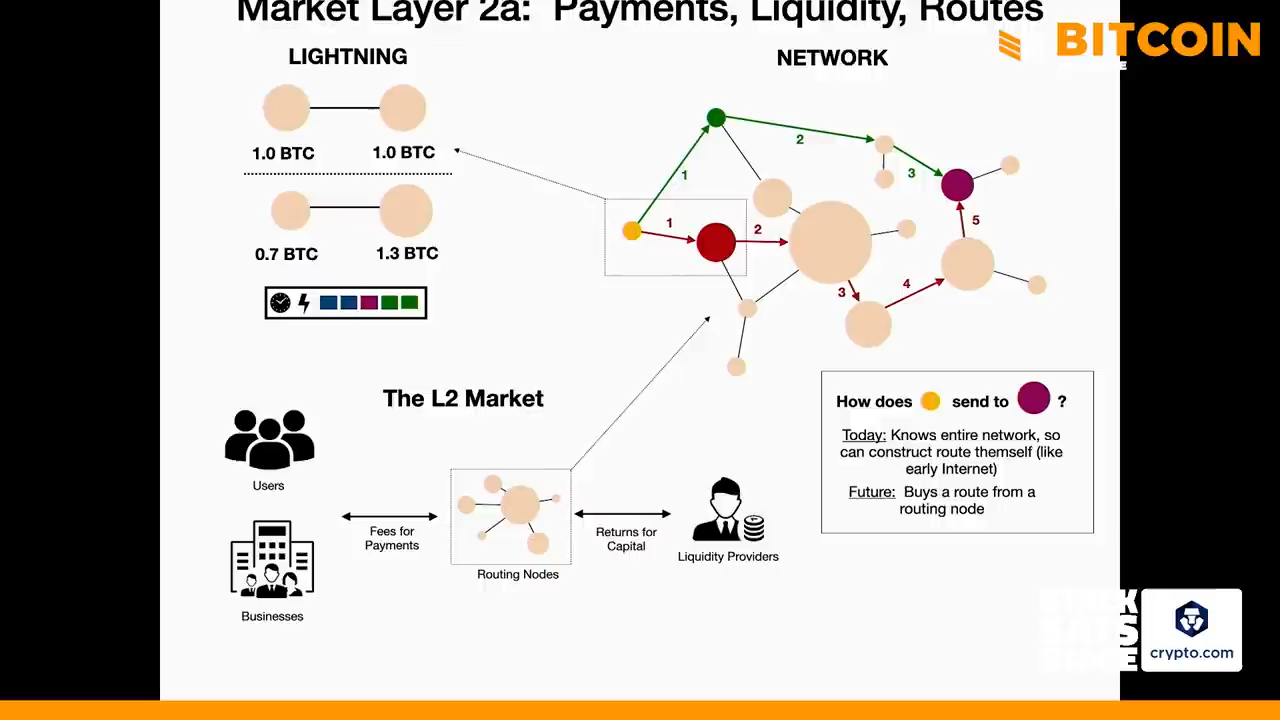 Market Layer 2a: Payments, Liquidity, Routes
BITCOIN
LIGHTNING
NETWORK
1.0 BTC
1.0 BTC
0.7 BTC
1.3 BTC
1
2
3
1
2
3
4
5
The L2 Market
Users
Businesses
Fees for
Payments
Routing Nodes
Returns for
Capital
Liquidity Providers
How does send to ?
Today: Knows entire network, so
can construct route themself (like
early Internet)
Future: Buys a route from a
routing node
crypto.com